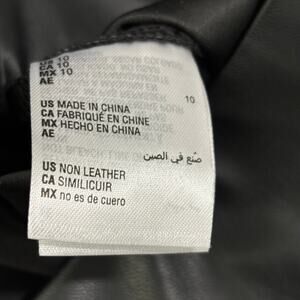 US 10
CA 10
MX 10
AE
10
US MADE IN CHINA
CA FABRIQUÉ EN CHINE
MX HECHO EN CHINA
AE
صنع في الصين
US NON LEATHER
CA SIMILICUIR
MX no es de cuero